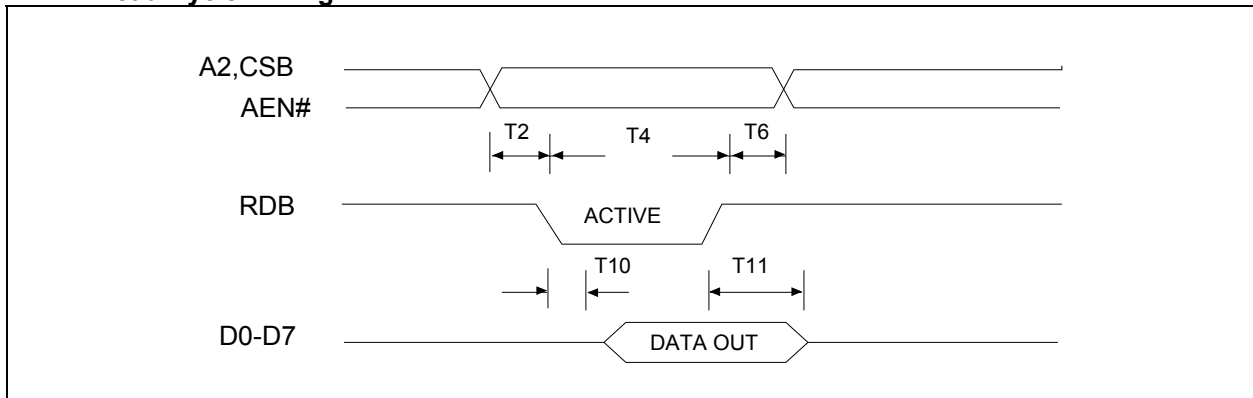 A2,CSB
AEN#
T2 T4 T6
RDB
ACTIVE
T10 T11
D0-D7
DATA OUT